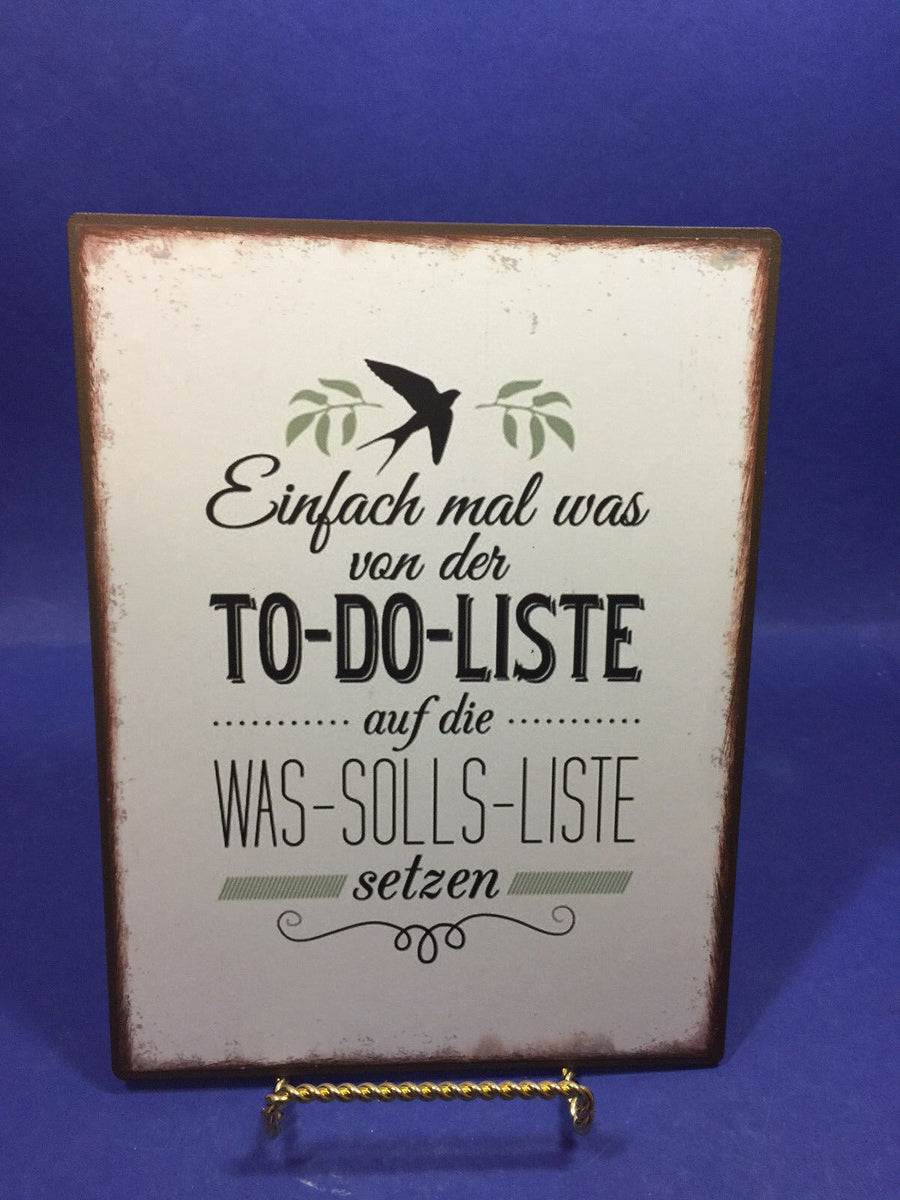 Einfach mal was
von der
TO-DO-LISTE
auf die
WAS-SOLLS-LISTE
setzen